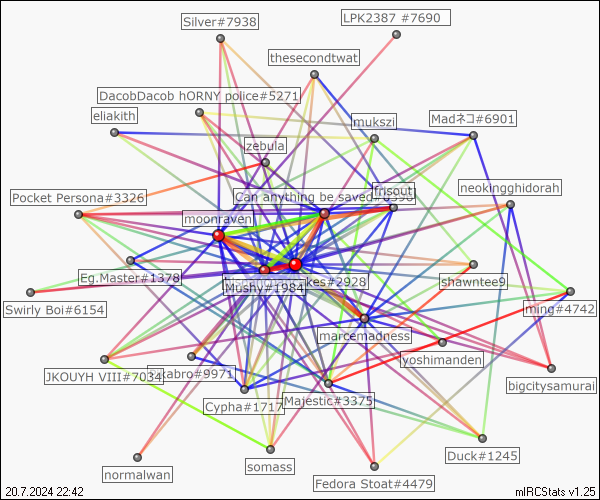 Silver#7938
LPK2387 #7690
thesecondtwat
DacobDacob hORNY police#5271
eliakith
mukszi
Madネコ#6901
zebula
Pocket Persona#3326
Can anything be saved
frisout
neokingghidorah
moonraven
Eg.Master#1378
kes#2928
Mushy#1984
shawntee9
Swirly Boi#6154
ming#4742
marcemadness
yoshimanden
JKOUYH VIII#7034
abro#9971
bigcitysamurai
Cypha#1717
Majestic#3375
Duck#1245
normalwan
somass
Fedora Stoat#4479
20.7.2024 22:42
mIRCStats v1.25